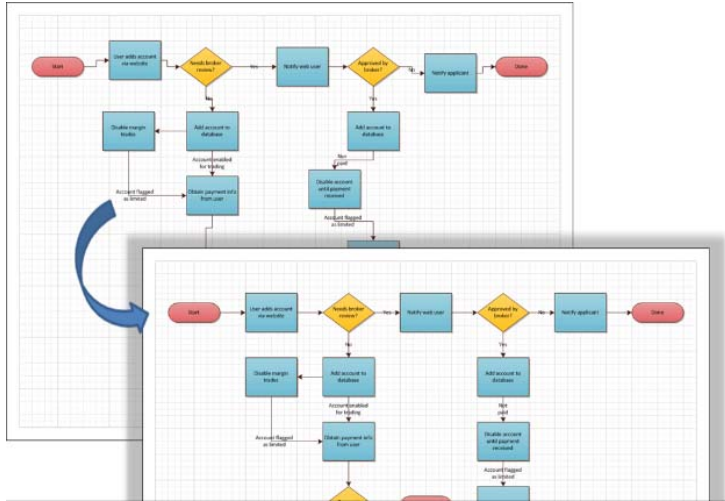 Start
User adds account
via website
Needs broker
review?
Yes
Notify web user
Approved by
broker?
No
Notify applicant
Done
No
Yes
Disable margin
trades
Add account to
database
Add account to
database
Account enabled
for trading
Not
paid
Account flagged
as limited
Obtain payment info
from user
Disable account
until payment
received
Account flagged
as limited
Start
User adds account
via website
Needs broker
review?
Yes
Notify web user
Approved by
broker?
No
Notify applicant
Done
No
Yes
Disable margin
trades
Add account to
database
Add account to
database
Account enabled
for trading
Not
paid
Account flagged
as limited
Obtain payment info
from user
Disable account
until payment
received
Account flagged
as limited